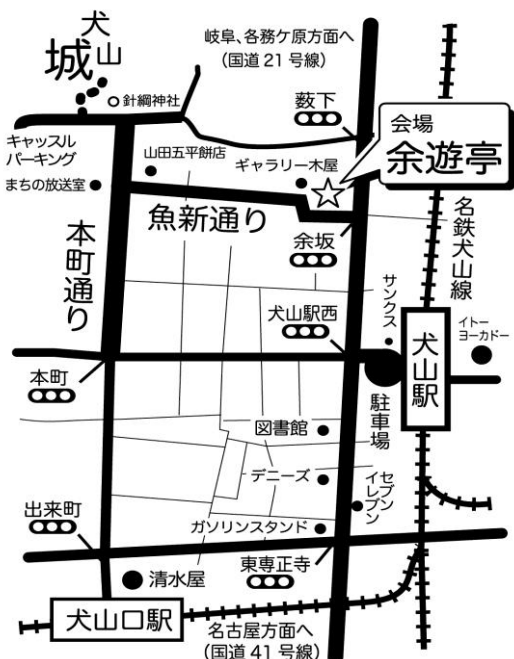 犬山
城
針綱神社
岐阜、各務ケ原方面へ
(国道21号線)
薮下
会場
余遊亭
キャッスル
パーキング
まちの放送室
山田五平餅店
ギャラリー木屋
魚新通り
本町通り
余坂
名鉄犬山線
サンクス
犬山駅西
イトー
ヨーカドー
犬山駅
本町
駐車場
図書館
デニーズ
セブン
イレブン
出来町
ガソリンスタンド
東専正寺
清水屋
犬山口駅
名古屋方面へ
(国道41号線)